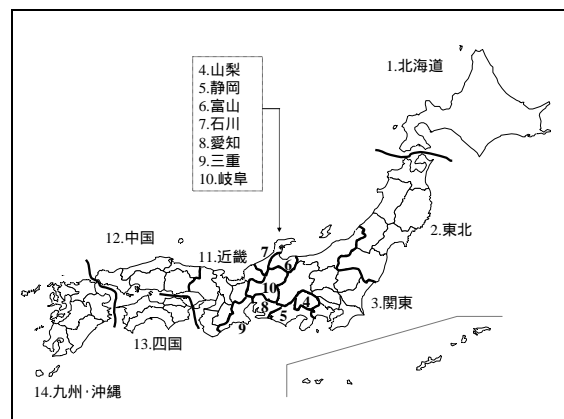 4.山梨
5.静岡
6.富山
7.石川
8.愛知
9.三重
10.岐阜
1.北海道
2.東北
3.関東
12.中国
11.近畿
7
6
10
8
5
4
9
13.四国
14.九州·沖縄